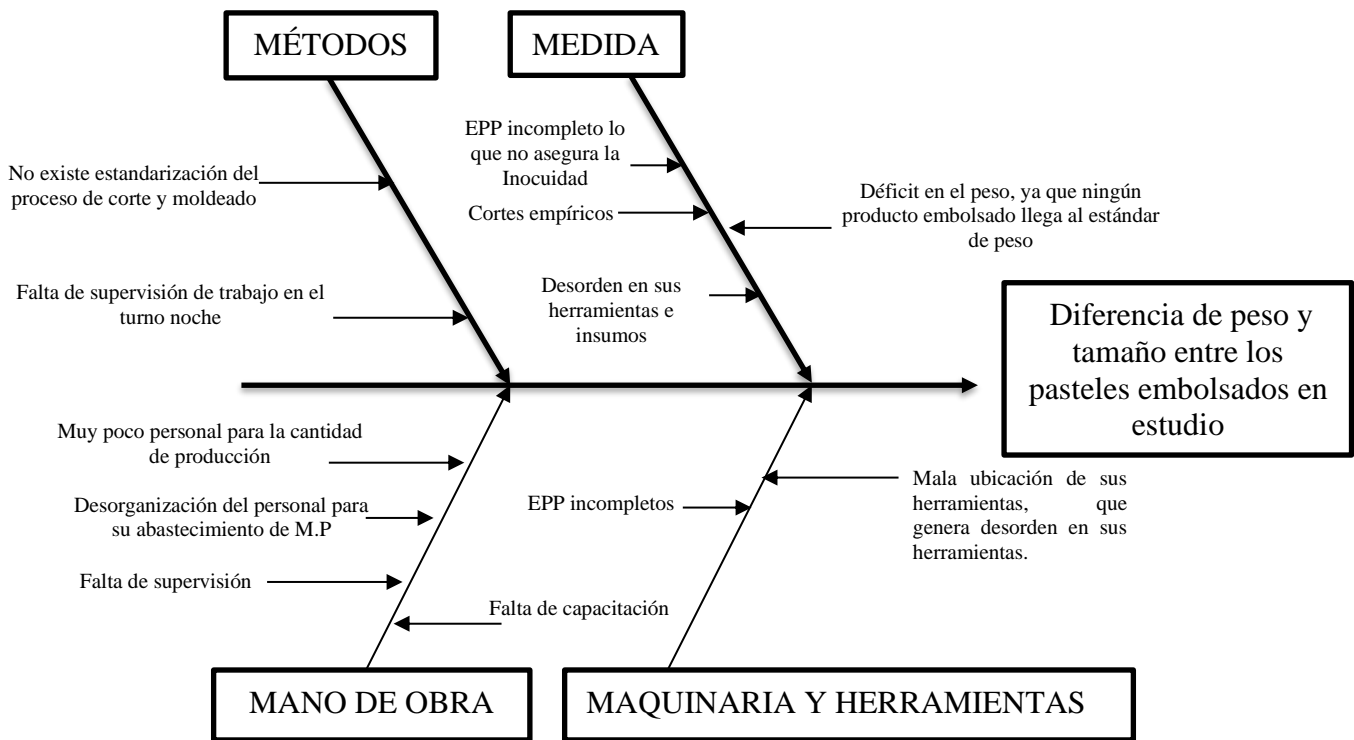 MÉTODOS
MEDIDA
No existe estandarización del
proceso de corte y moldeado
Falta de supervisión de trabajo en el
turno noche
EPP incompleto lo
que no asegura la
Inocuidad
Cortes empíricos
Desorden en sus
herramientas e
insumos
Déficit en el peso, ya que ningún
producto embolsado llega al estándar
de peso
Diferencia de peso y
tamaño entre los
pasteles embolsados en
estudio
Muy poco personal para la cantidad
de producción
Desorganización del personal para
su abastecimiento de M.P
Falta de supervisión
Falta de capacitación
EPP incompletos
Mala ubicación de sus
herramientas, que
genera desorden en sus
herramientas.
MANO DE OBRA
MAQUINARIA Y HERRAMIENTAS